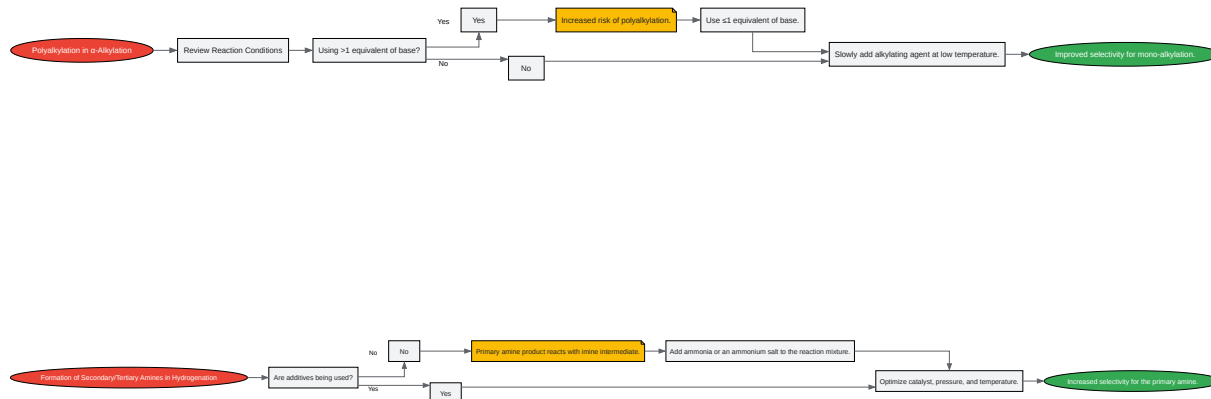 Polyalkylation in α-Alkylation
Review Reaction Conditions
Using >1 equivalent of base?
Yes
Yes
Increased risk of polyalkylation.
Use ≤1 equivalent of base.
No
No
Slowly add alkylating agent at low temperature.
Improved selectivity for mono-alkylation.
Formation of Secondary/Tertiary Amines in Hydrogenation
Are additives being used?
No
No
Primary amine product reacts with imine intermediate.
Add ammonia or an ammonium salt to the reaction mixture.
Yes
Yes
Optimize catalyst, pressure, and temperature.
Increased selectivity for the primary amine.